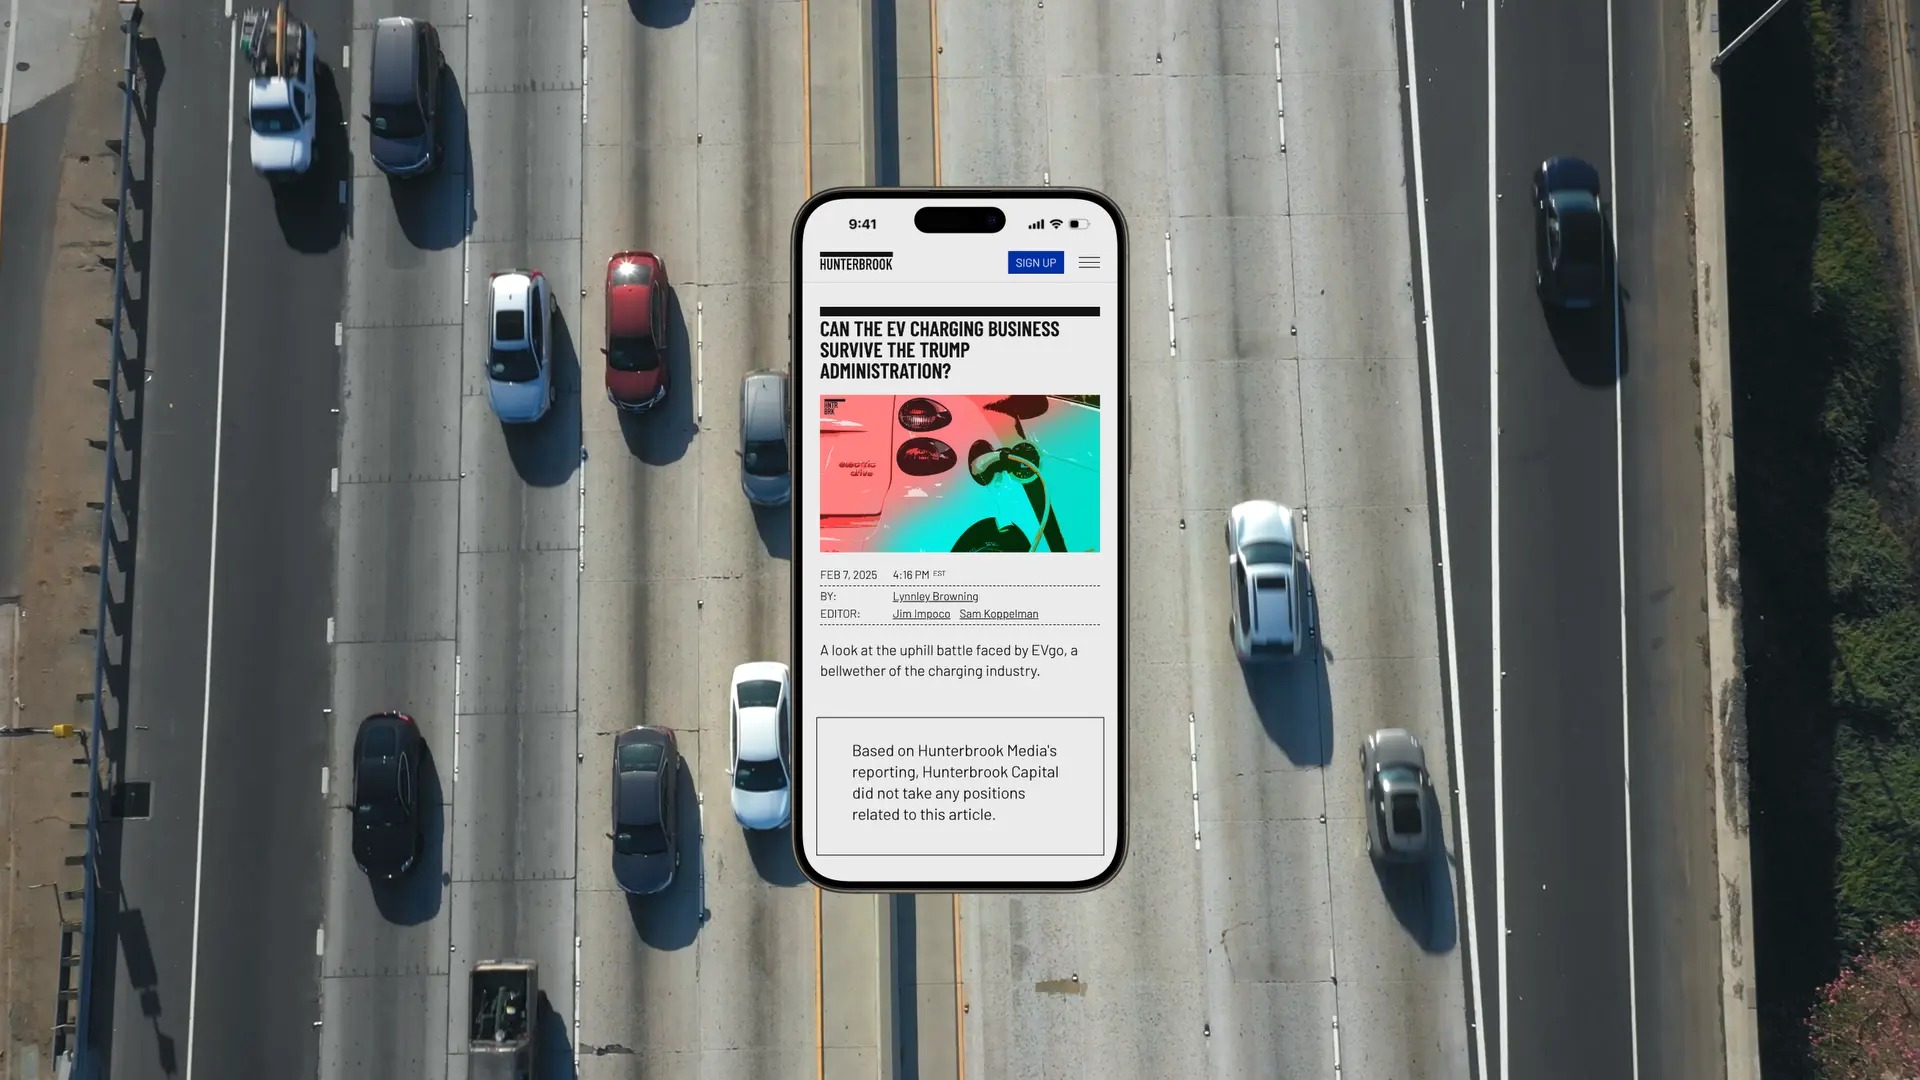 9:41
HUNTERBROOK
SIGN UP
CAN THE EV CHARGING BUSINESS
SURVIVE THE TRUMP
ADMINISTRATION?
HNTR
BRK
electric
drive
FEB 7, 2025 4:16 PM EST
BY: Lynnley Browning
EDITOR: Jim Impoco Sam Koppelman
A look at the uphill battle faced by EVgo, a
bellwether of the charging industry.
Based on Hunterbrook Media's
reporting, Hunterbrook Capital
did not take any positions
related to this article.